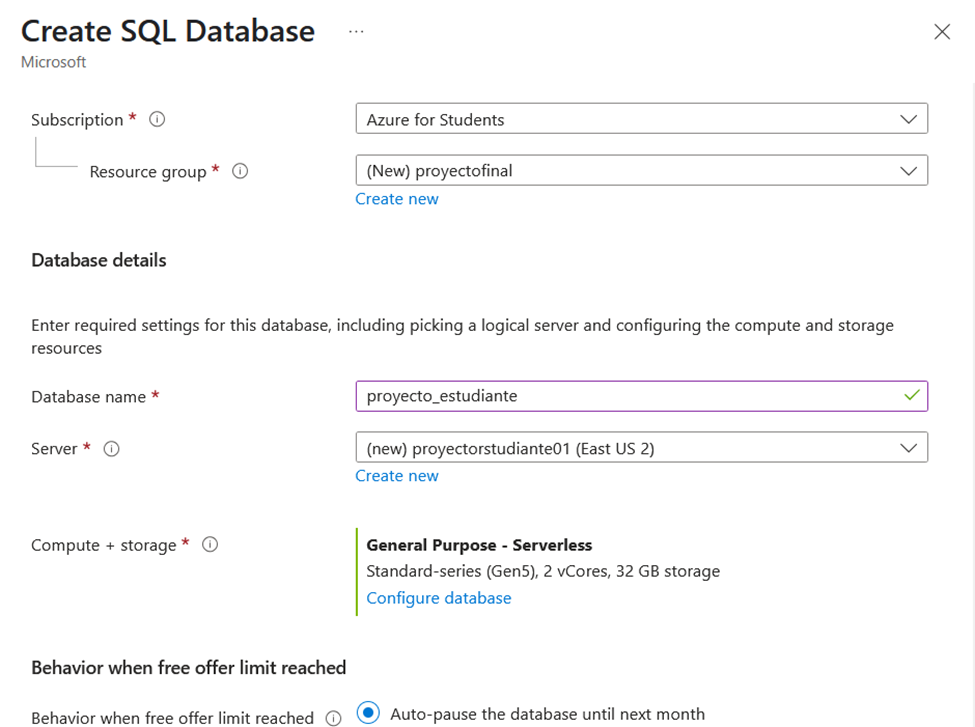 Create SQL Database ...
Microsoft
Subscription *
Azure for Students
Resource group *
(New) proyectofinal
Create new
Database details
Enter required settings for this database, including picking a logical server and configuring the compute and storage
resources
Database name *
proyecto_estudiante
Server *
(new) proyectorstudiante01 (East US 2)
Create new
Compute + storage *
General Purpose - Serverless
Standard-series (Gen5), 2 vCores, 32 GB storage
Configure database
Behavior when free offer limit reached
Behavior when free offer limit reached
Auto-pause the database until next month